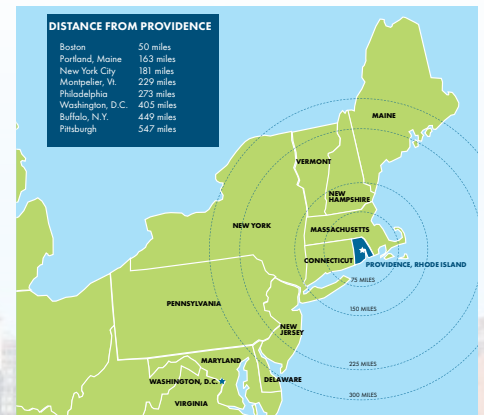 DISTANCE FROM PROVIDENCE
Boston 50 miles
Portland, Maine 163 miles
New York City 181 miles
Montpelier, Vt. 229 miles
Philadelphia 273 miles
Washington, D.C. 405 miles
Buffalo, N.Y. 449 miles
Pittsburgh 547 miles
MAINE
VERMONT
NEW
HAMPSHIRE
NEW YORK
MASSACHUSETTS
CONNECTICUT
PROVIDENCE, RHODE ISLAND
75 MILES
PENNSYLVANIA
150 MILES
NEW
JERSEY
MARYLAND
225 MILES
WASHINGTON, D.C.
DELAWARE
300 MILES
VIRGINIA